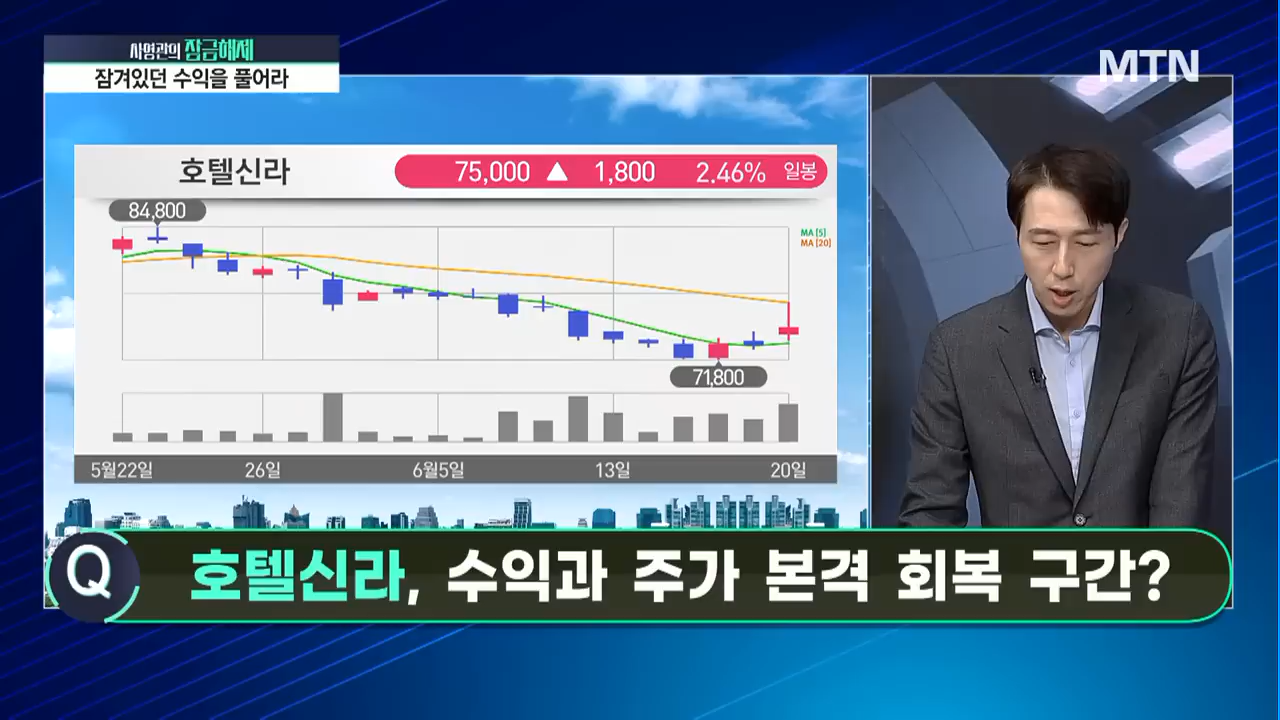 사영관의 잠금해제
잠겨있던 수익을 풀어라
MTN
호텔신라
75,000 ▲ 1,800 2.46% 일봉
84,800
MA [5]
MA [20]
71,800
5월22일 26일 6월5일 13일 20일
Q 호텔신라, 수익과 주가 본격 회복 구간?